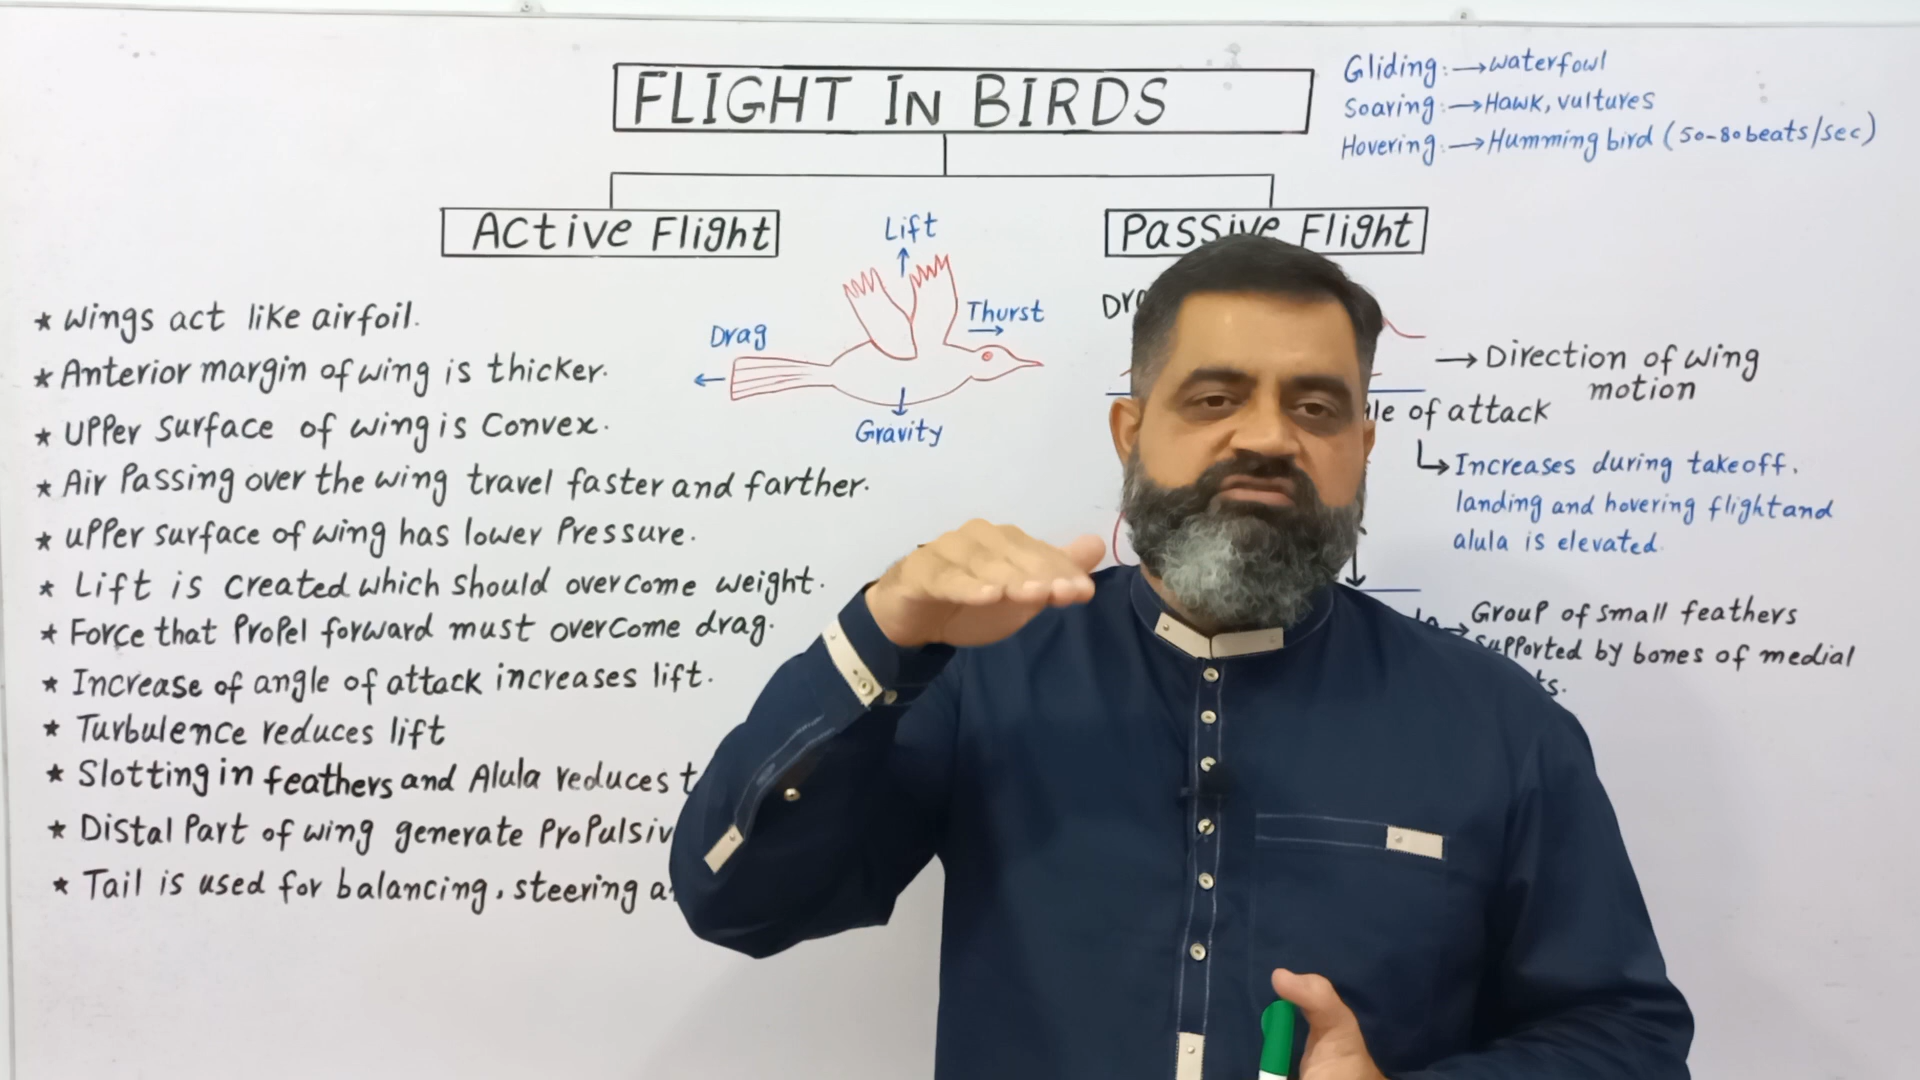 FLIGHT IN BIRDS
Gliding: →waterfowl
Soaring: →Hawk, vultures
Hovering: →Humming bird (50-80 beats/sec)
Active Flight
Passive Flight
Lift
Thurst
Drag
Gravity
* Wings act like airfoil.
* Anterior margin of wing is thicker.
* Upper surface of wing is Convex.
* Air Passing over the wing travel faster and farther.
* upper surface of wing has lower Pressure.
* Lift is created which should overcome weight.
* Force that Propel forward must overcome drag.
* Increase of angle of attack increases lift.
* Turbulence reduces lift
* Slotting in feathers and Alula reduces
* Distal Part of wing generate
* Tail is used for balancing, steering
→ Direction of wing
motion
of attack
Increases during takeoff,
landing and hovering flight and
alula is elevated.
→ Group of small feathers
supported by bones of medial